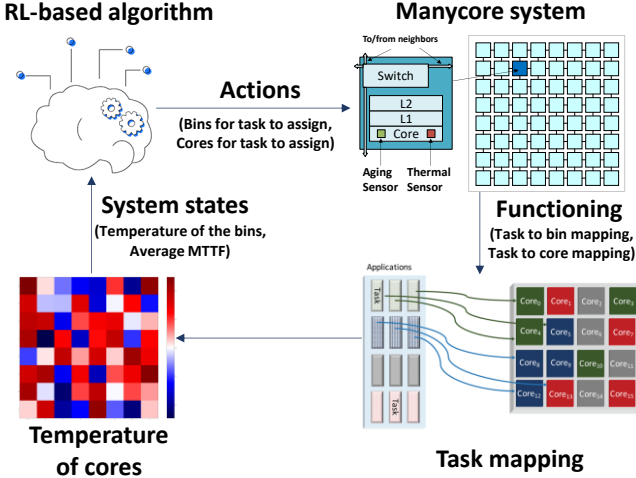 RL-based algorithm
Manycore system
To/from neighbors
Switch
L2
L1
Core
Aging
Sensor
Thermal
Sensor
Actions
(Bins for task to assign,
Cores for task to assign)
System states
(Temperature of the bins,
Average MTTF)
Functioning
(Task to bin mapping,
Task to core mapping)
Applications
Task
Task
Core0 Core1 Core2 Core3
Core4 Core5 Core6 Core7
Core8 Core9 Core10 Core11
Core12 Core13 Core14 Core15
Temperature
of cores
Task mapping